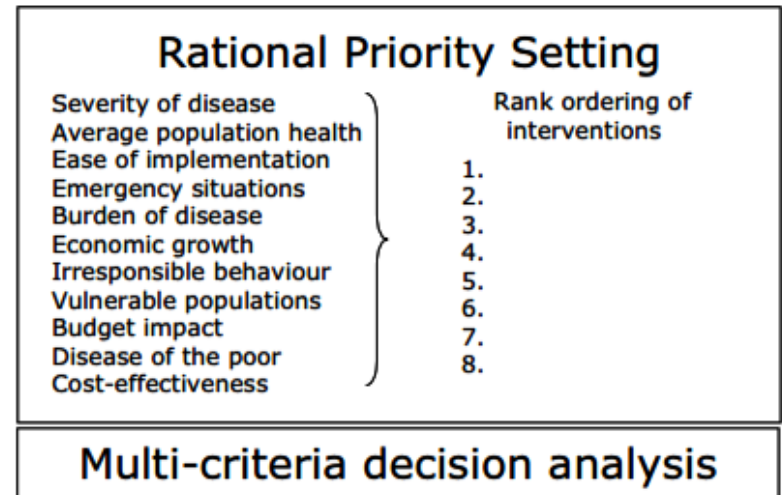 Rational Priority Setting
Severity of disease
Average population health
Ease of implementation
Emergency situations
Burden of disease
Economic growth
Irresponsible behaviour
Vulnerable populations
Budget impact
Disease of the poor
Cost-effectiveness
Rank ordering of
interventions
1.
2.
3.
4.
5.
6.
7.
8.
Multi-criteria decision analysis